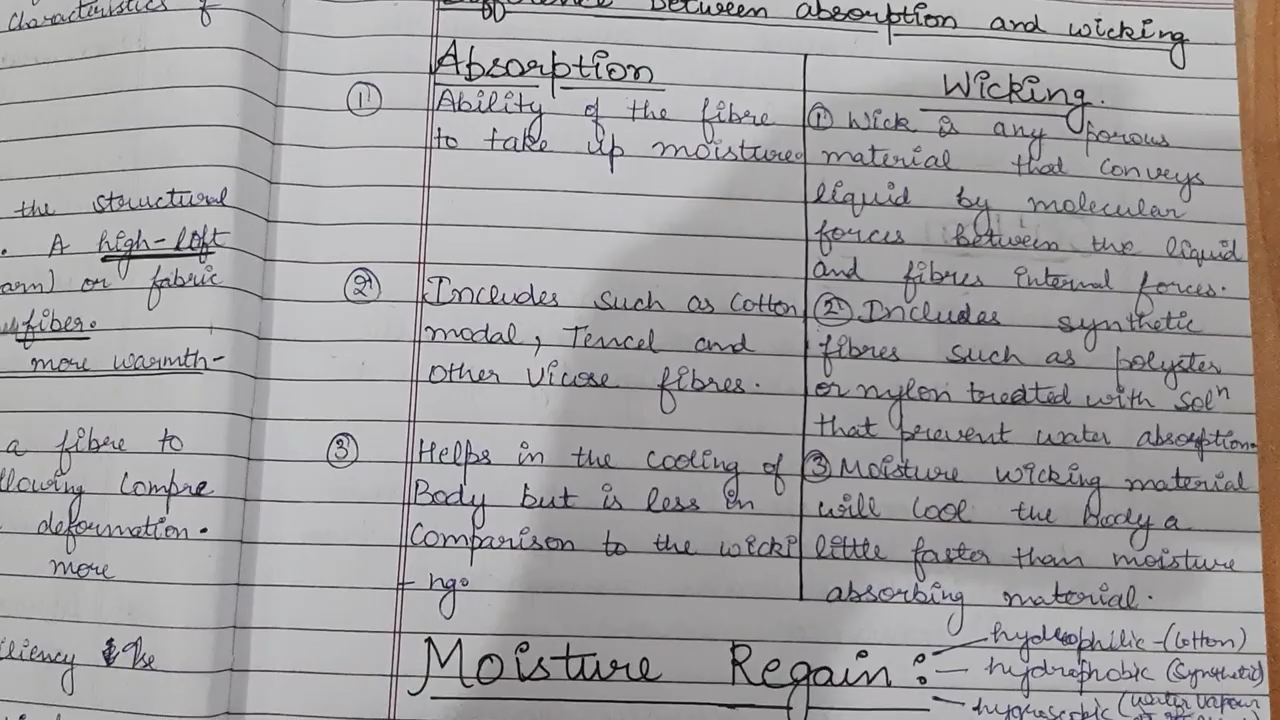 characteristics of
the structural
. A high-loft
arn) or fabric
fiber.
more warmth-
a fibre to
llowing compre
deformation.
more
iliency
Difference between absorption and wicking
Absorption
① Ability of the fibre
to take up moisture.
② Includes such as cotton
modal, Tencel and
other vicose fibres.
③ Helps in the cooling of
Body but is less in
Comparison to the wicki
-ng.
Wicking.
① Wick is any porous
material that conveys
liquid by molecular
forces between the liquid
and fibres internal forces.
② Includes synthetic
fibres such as polyster
or nylon treated with solⁿ
that prevent water absorption.
③ Moisture wicking material
will cool the Body a
little faster than moisture
absorbing material.
Moisture Regain :
- hydrophilic - (cotton)
- hydrophobic (synthetic)
- hygroscopic (water vapour